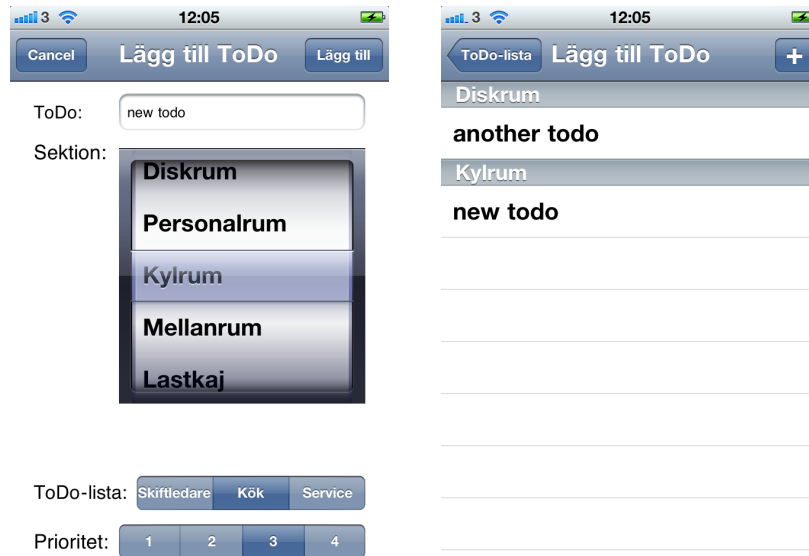 3 12:05
Cancel Lägg till ToDo Lägg till
ToDo: new todo
Sektion:
Diskrum
Personalrum
Kylrum
Mellanrum
Lastkaj
ToDo-lista: Skiftledare Kök Service
Prioritet: 1 2 3 4
3 12:05
ToDo-lista Lägg till ToDo +
Diskrum
another todo
Kylrum
new todo